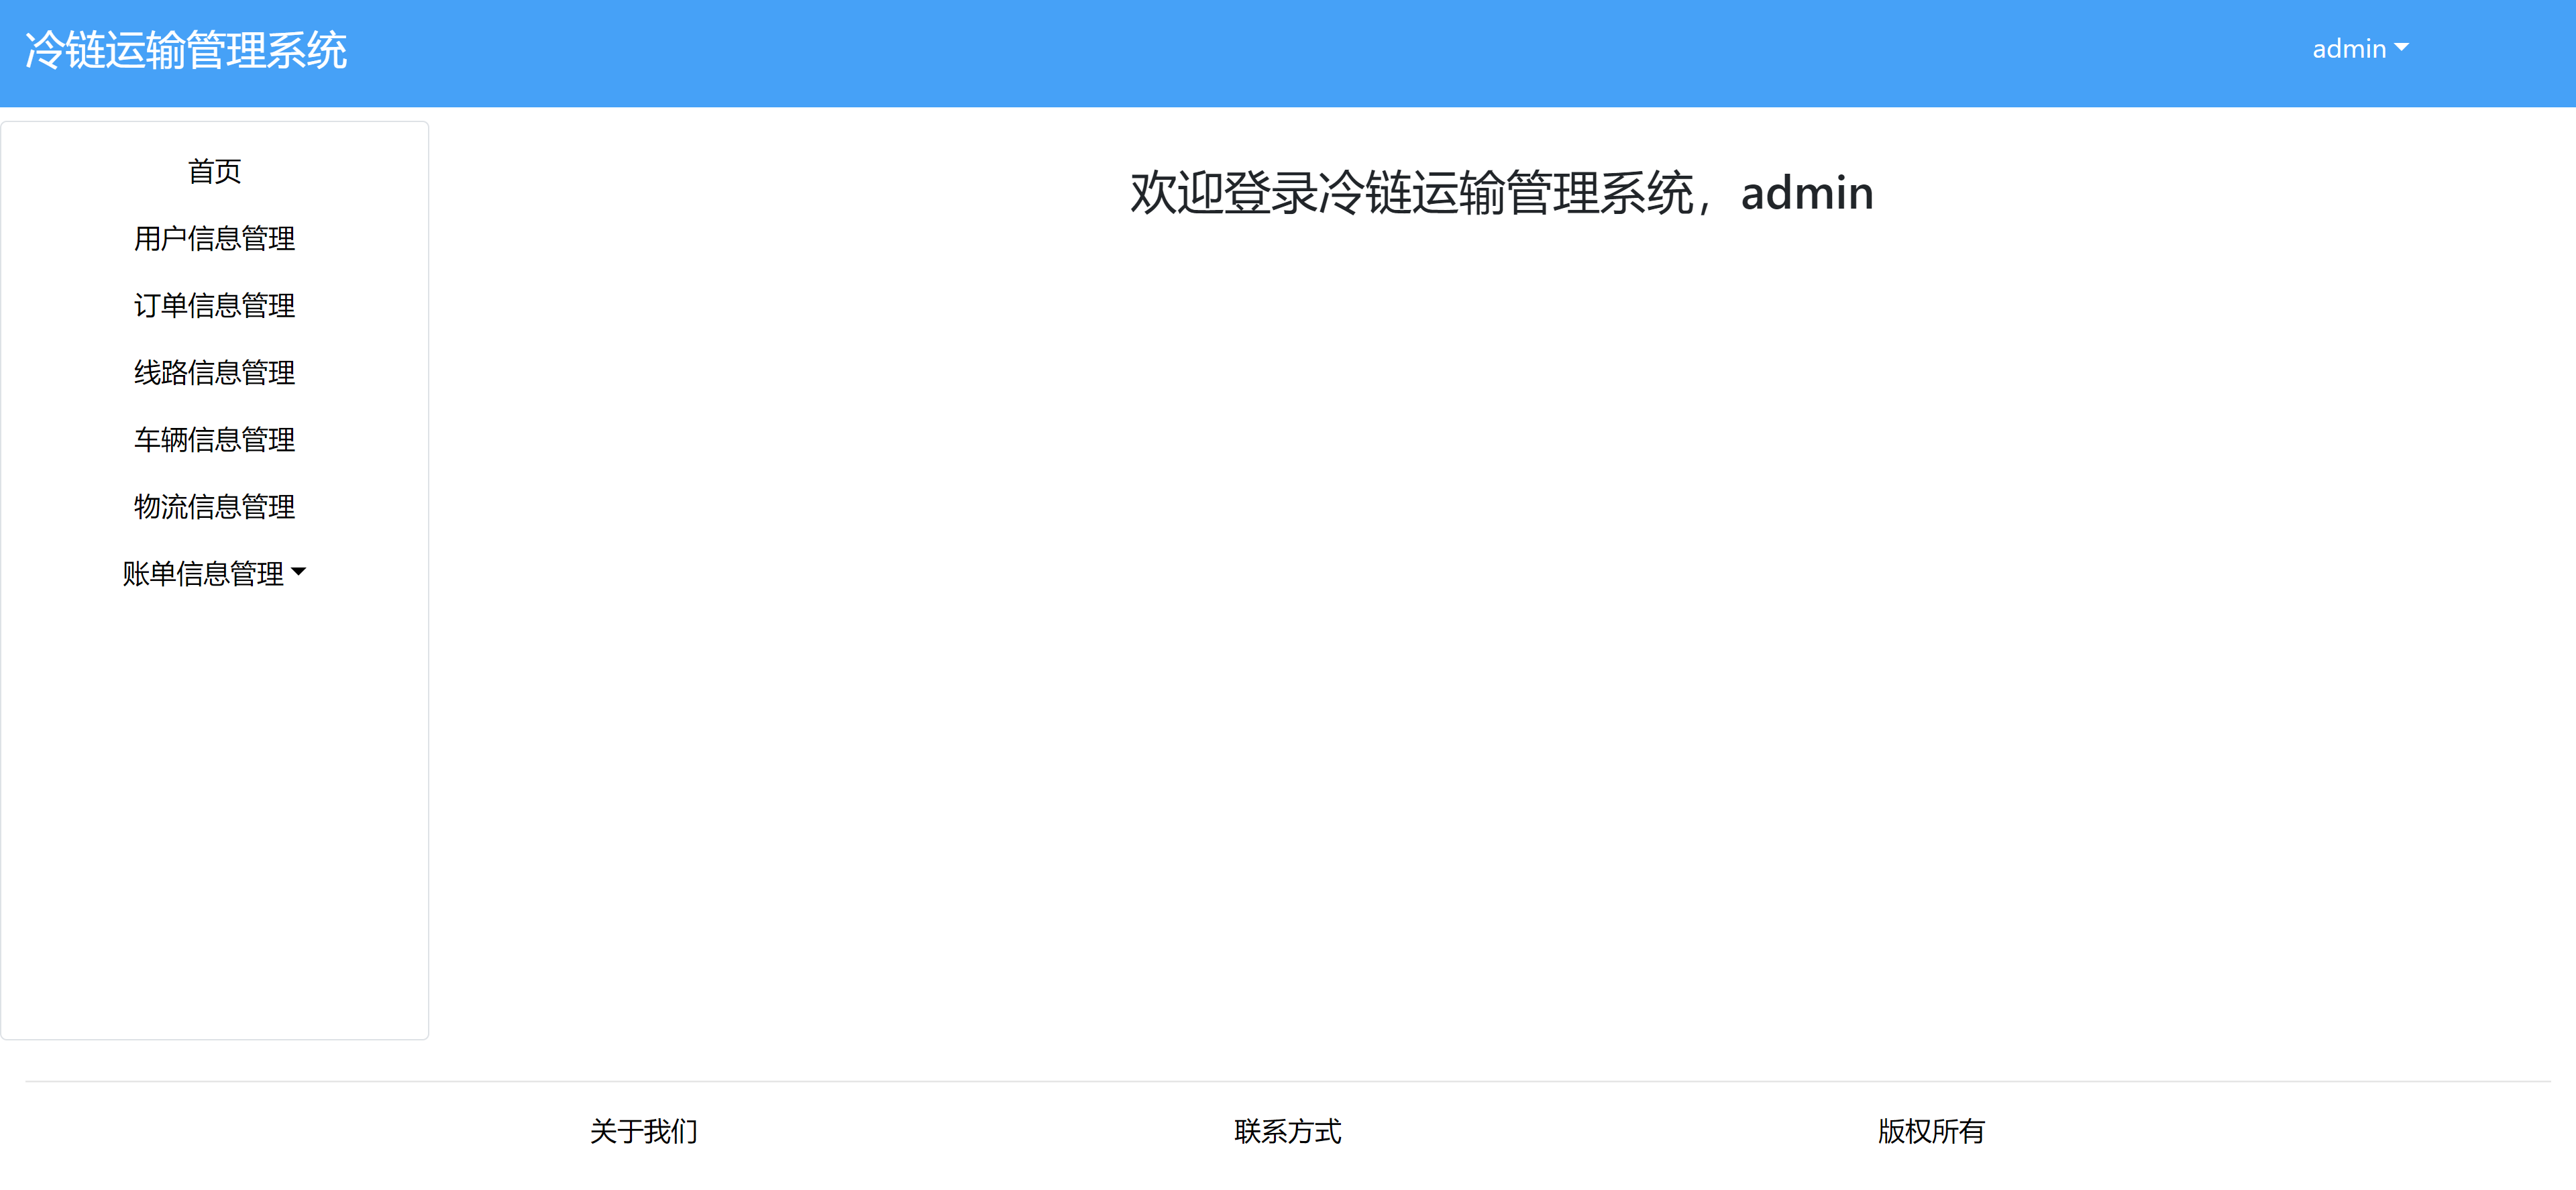 冷链运输管理系统
admin
首页
用户信息管理
订单信息管理
线路信息管理
车辆信息管理
物流信息管理
账单信息管理
欢迎登录冷链运输管理系统，admin
关于我们
联系方式
版权所有